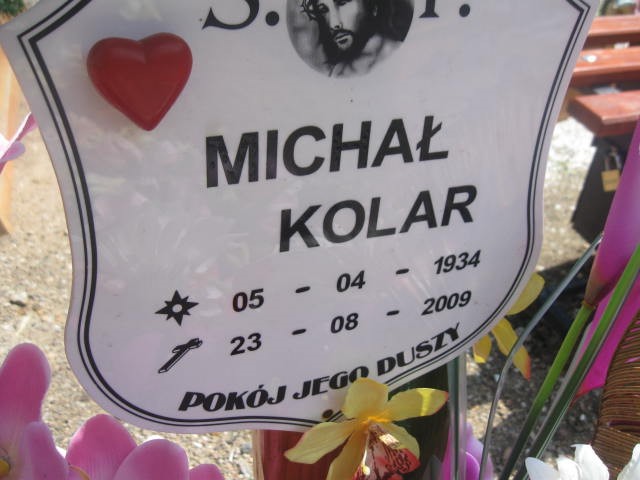 Ś. P.
MICHAŁ
KOLAR
05 - 04 - 1934
23 - 08 - 2009
POKÓJ JEGO DUSZY